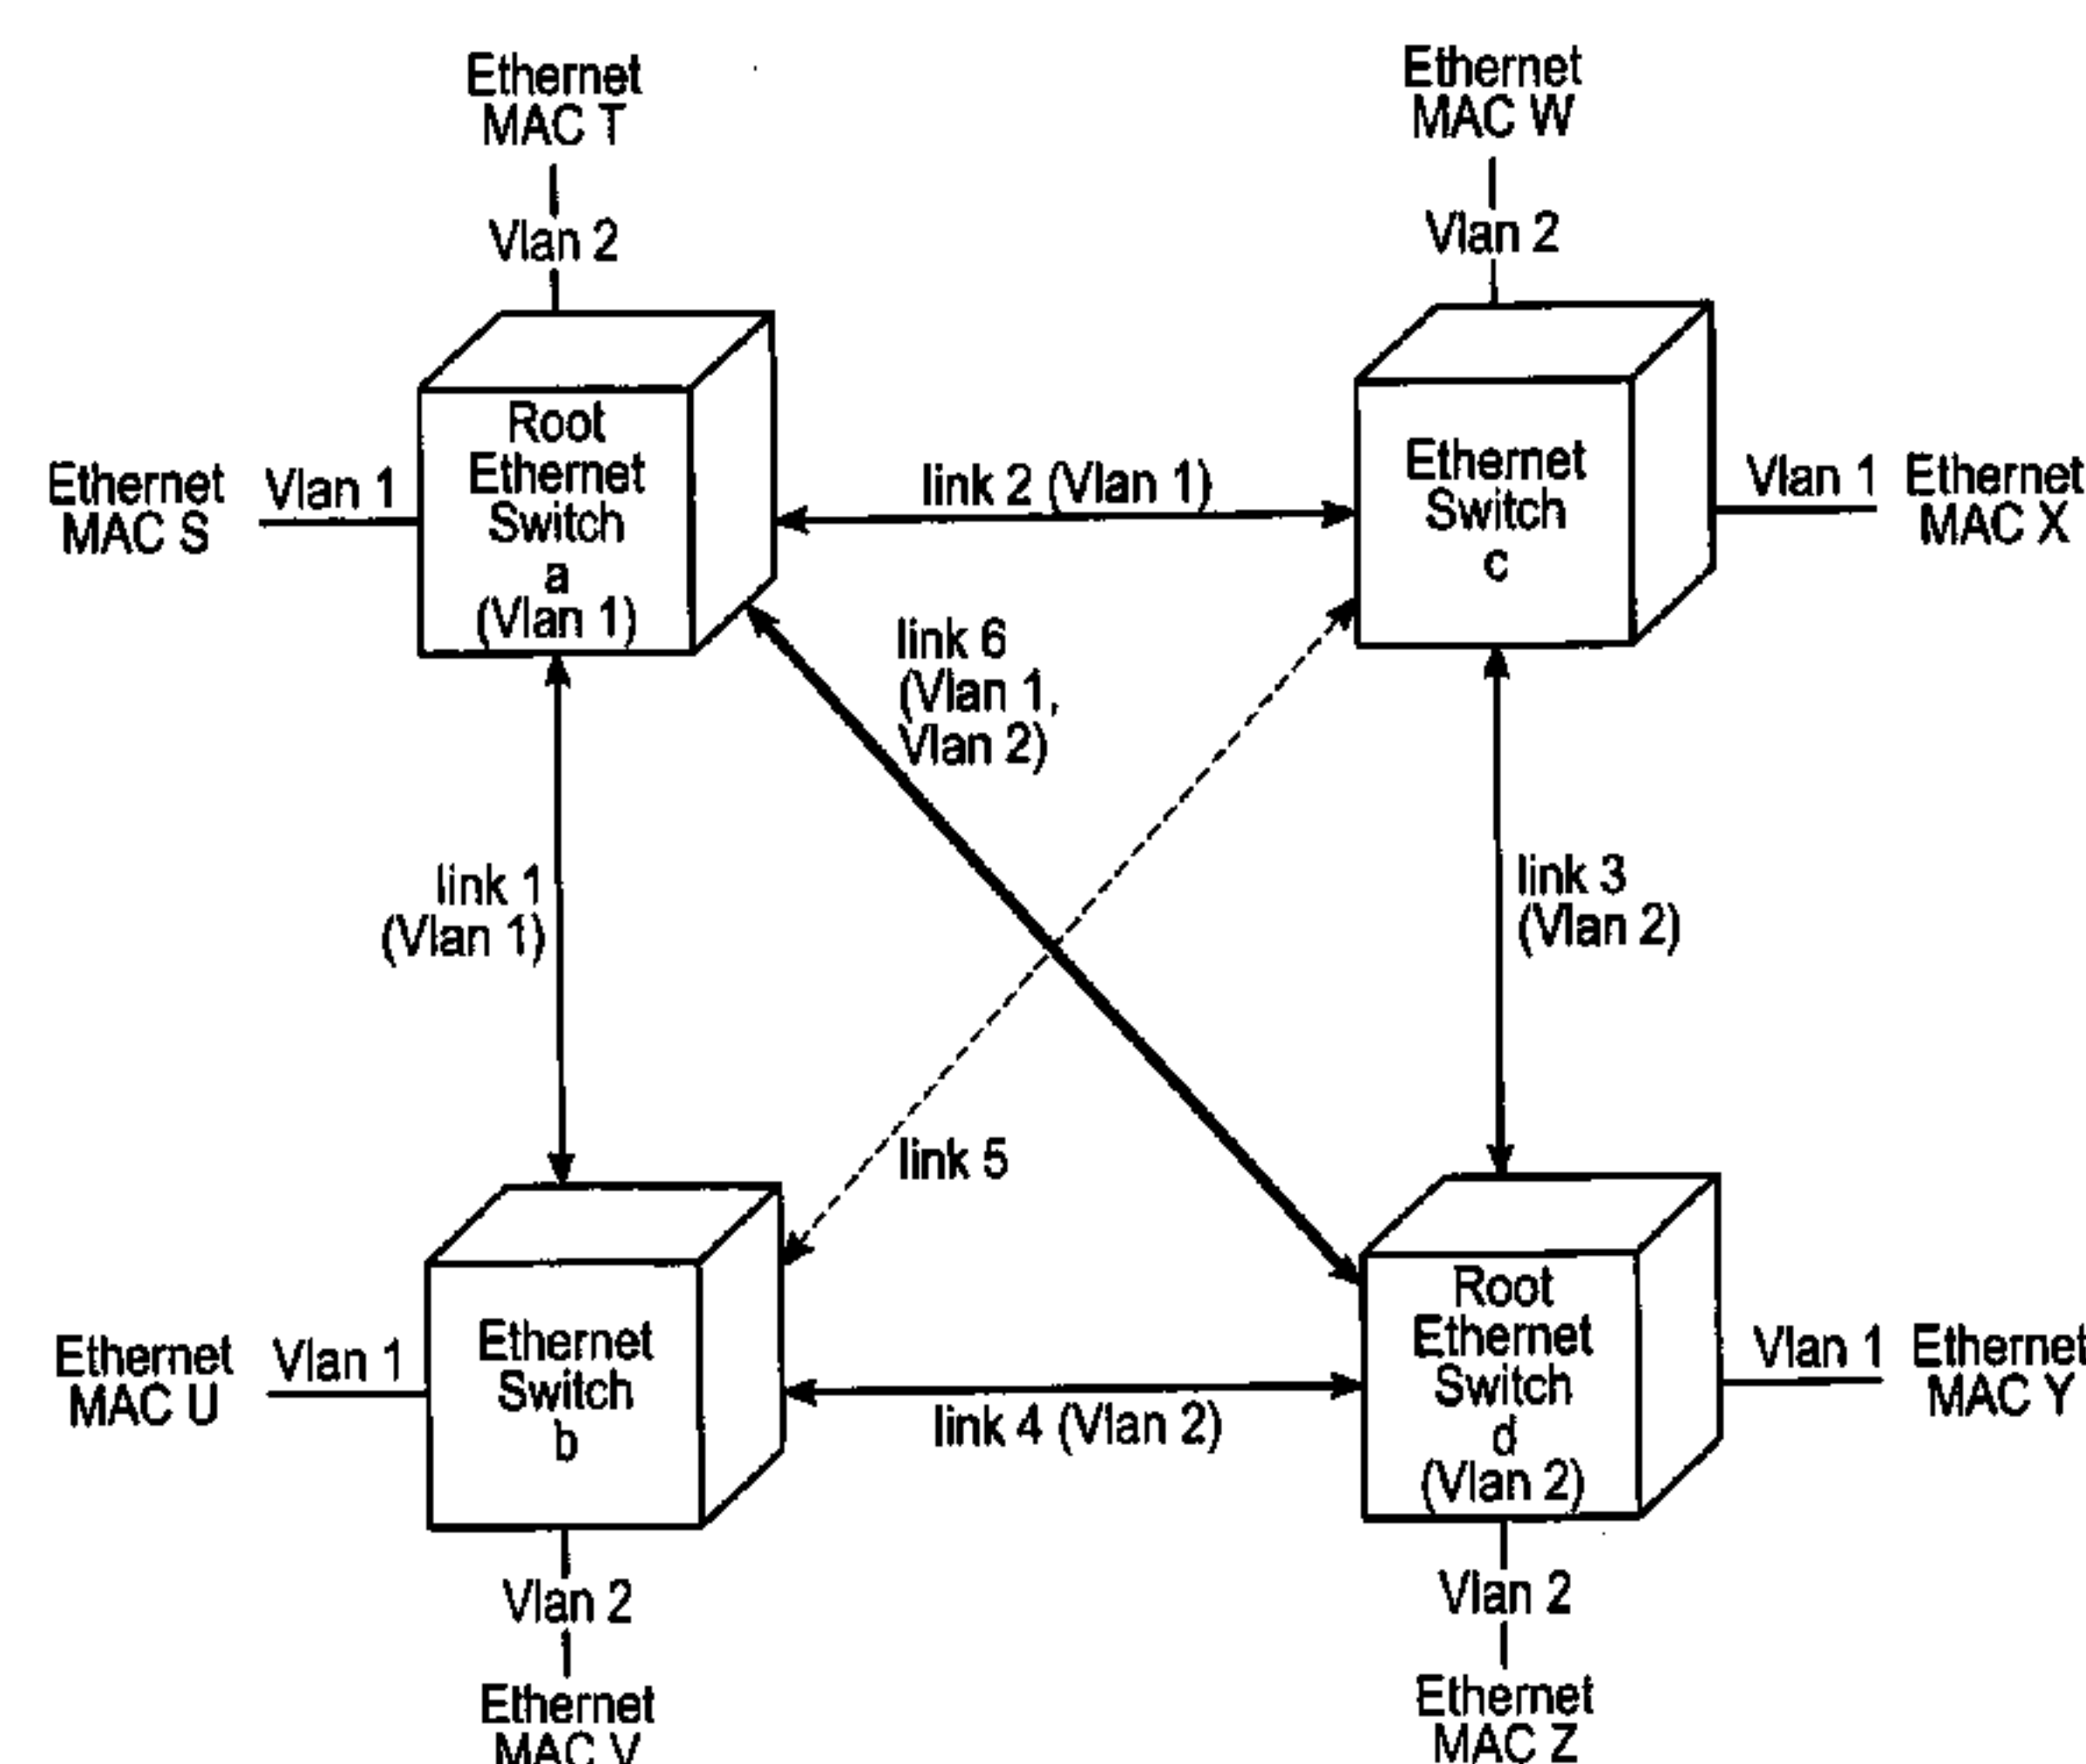 Ethernet
MAC T
Vlan 2
Ethernet
MAC W
Vlan 2
Ethernet
MAC S
Vlan 1
Root
Ethernet
Switch
a
(Vlan 1)
link 2 (Vlan 1)
Ethernet
Switch
c
Vlan 1
Ethernet
MAC X
link 6
(Vlan 1,
Vlan 2)
link 1
(Vlan 1)
link 3
(Vlan 2)
link 5
Ethernet
MAC U
Vlan 1
Ethernet
Switch
b
link 4 (Vlan 2)
Root
Ethernet
Switch
d
(Vlan 2)
Vlan 1
Ethernet
MAC Y
Vlan 2
Ethernet
MAC V
Vlan 2
Ethernet
MAC Z